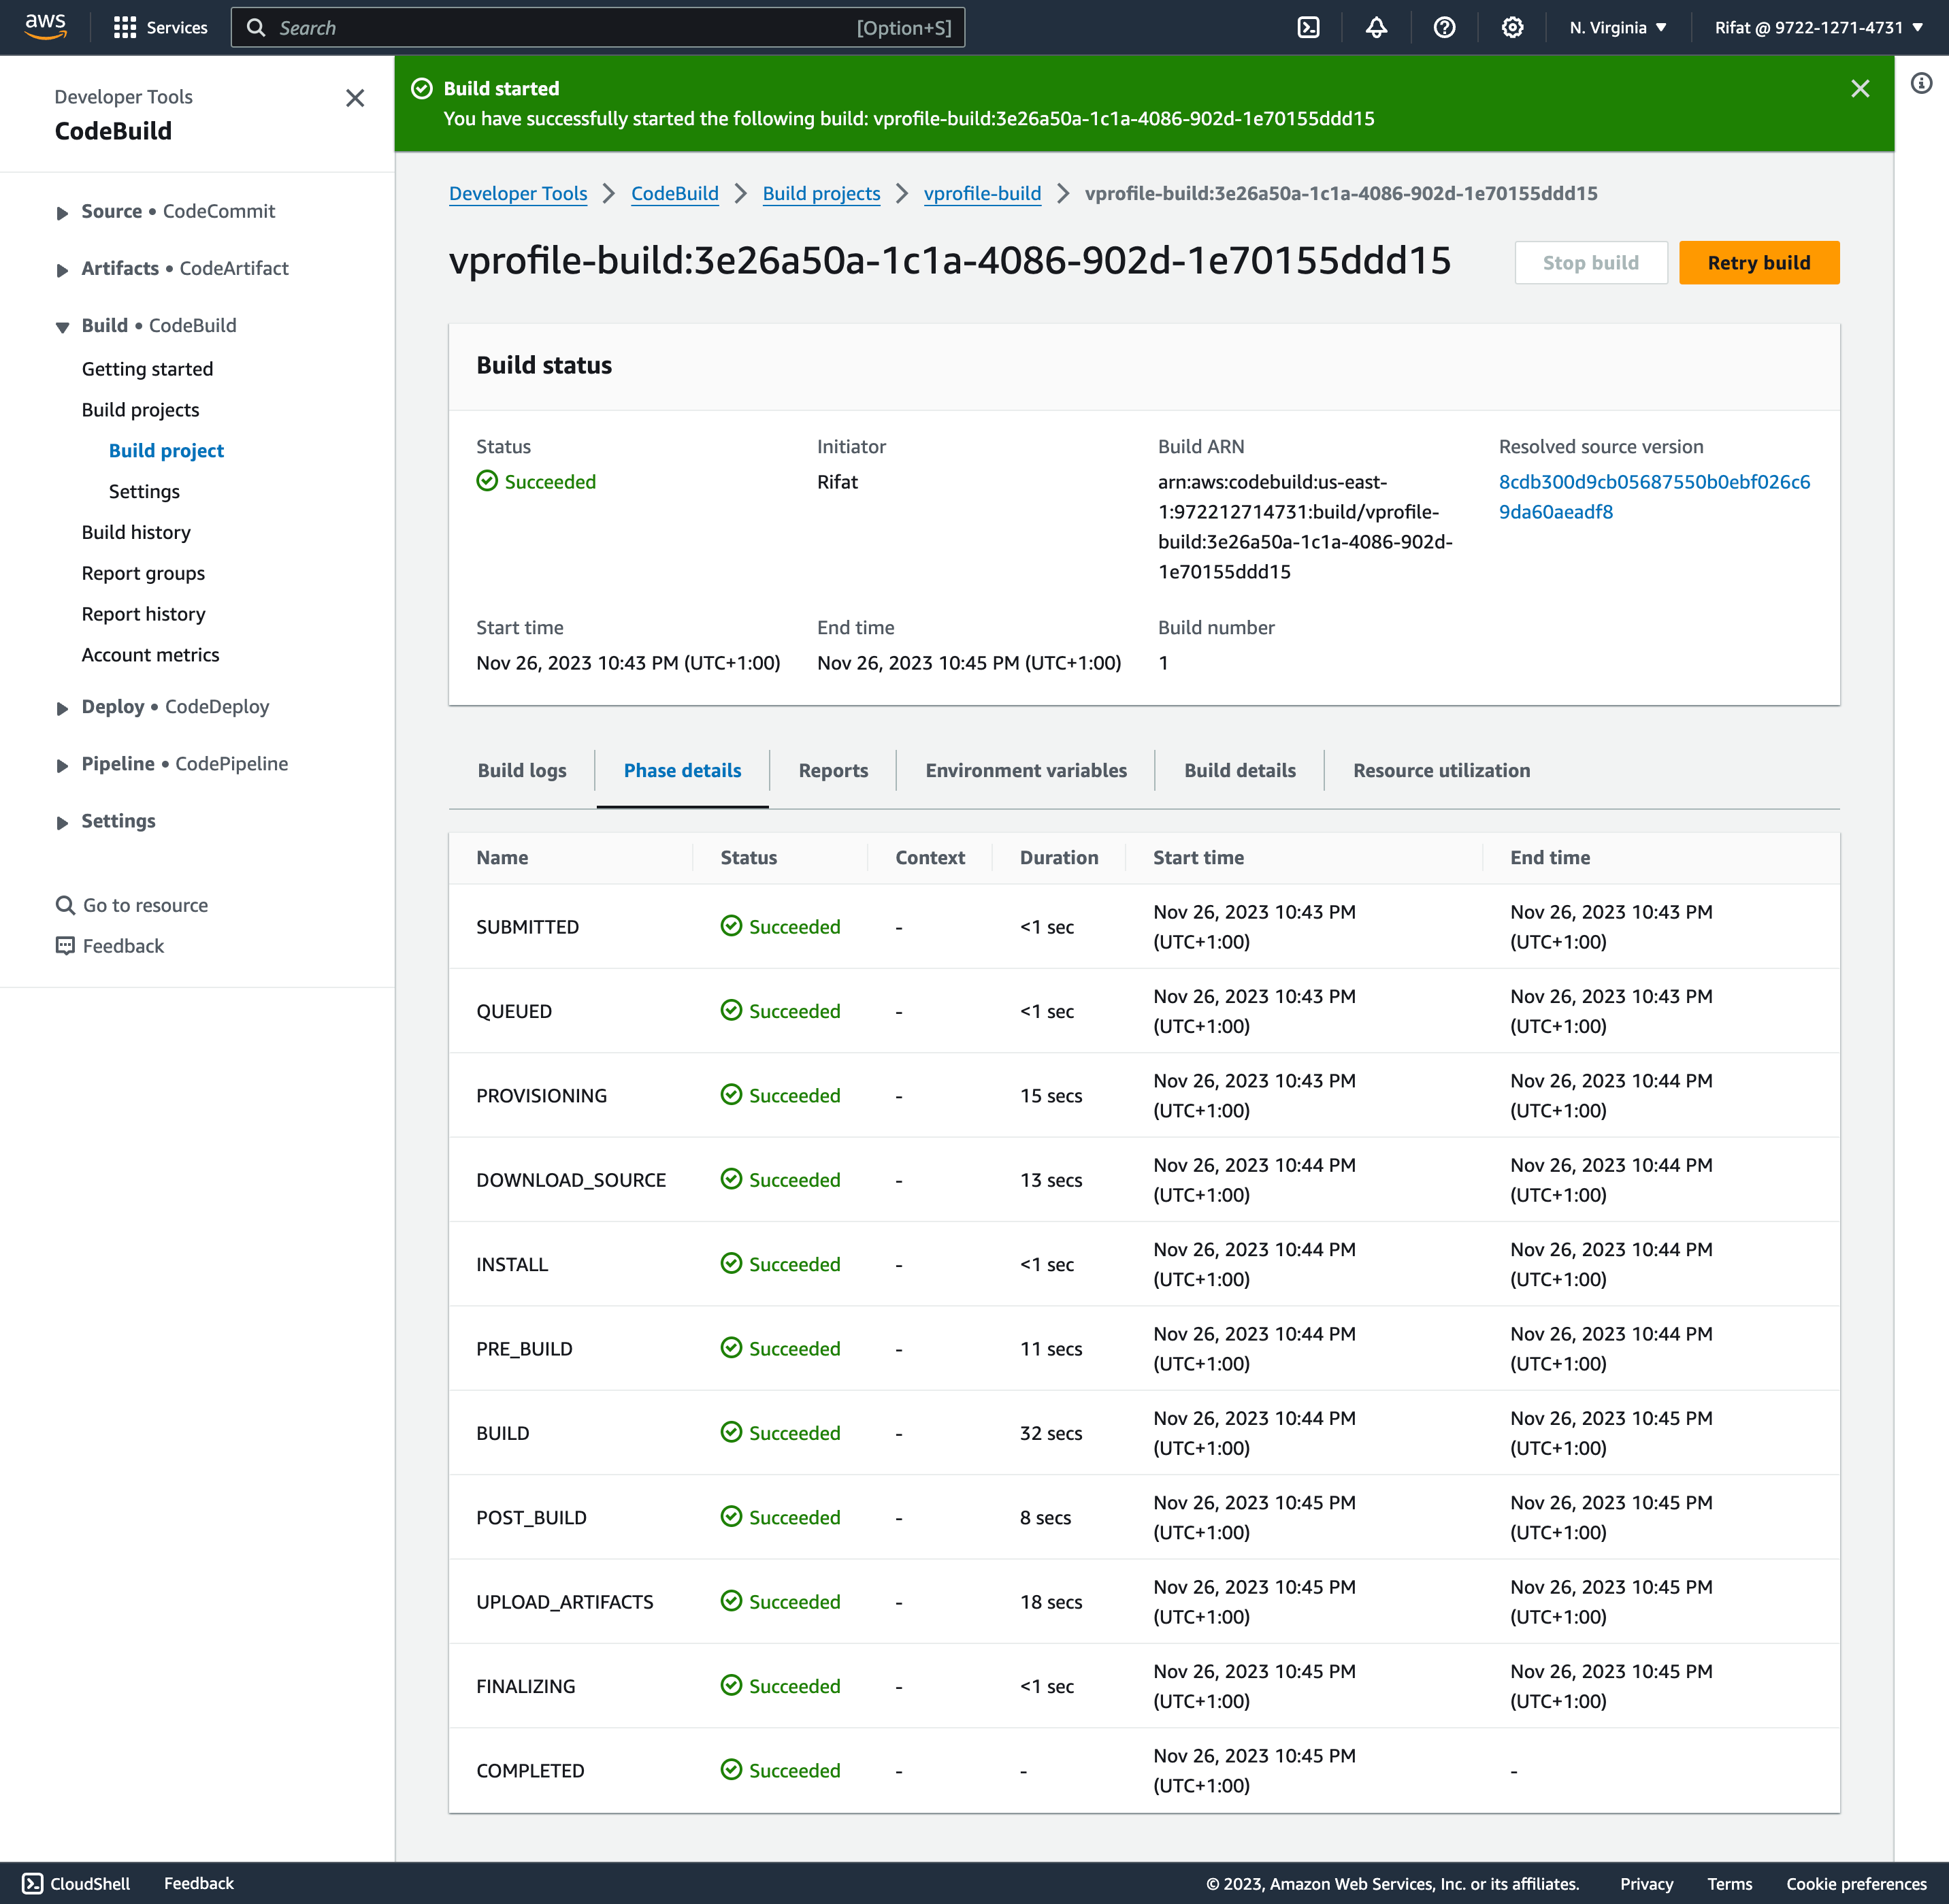 aws
Services
Search [Option+S]
N. Virginia
Rifat @ 9722-1271-4731
Developer Tools
CodeBuild
Source • CodeCommit
Artifacts • CodeArtifact
Build • CodeBuild
Getting started
Build projects
Build project
Settings
Build history
Report groups
Report history
Account metrics
Deploy • CodeDeploy
Pipeline • CodePipeline
Settings
Go to resource
Feedback
Build started
You have successfully started the following build: vprofile-build:3e26a50a-1c1a-4086-902d-1e70155ddd15
Developer Tools
CodeBuild
Build projects
vprofile-build
vprofile-build:3e26a50a-1c1a-4086-902d-1e70155ddd15
vprofile-build:3e26a50a-1c1a-4086-902d-1e70155ddd15
Stop build
Retry build
Build status
Status
Succeeded
Initiator
Rifat
Build ARN
arn:aws:codebuild:us-east-
1:972212714731:build/vprofile-
build:3e26a50a-1c1a-4086-902d-
1e70155ddd15
Resolved source version
8cdb300d9cb05687550b0ebf026c6
9da60aeadf8
Start time
Nov 26, 2023 10:43 PM (UTC+1:00)
End time
Nov 26, 2023 10:45 PM (UTC+1:00)
Build number
1
Build logs
Phase details
Reports
Environment variables
Build details
Resource utilization
Name Status Context Duration Start time End time
SUBMITTED Succeeded - <1 sec Nov 26, 2023 10:43 PM Nov 26, 2023 10:43 PM
(UTC+1:00) (UTC+1:00)
QUEUED Succeeded - <1 sec Nov 26, 2023 10:43 PM Nov 26, 2023 10:43 PM
(UTC+1:00) (UTC+1:00)
PROVISIONING Succeeded - 15 secs Nov 26, 2023 10:43 PM Nov 26, 2023 10:44 PM
(UTC+1:00) (UTC+1:00)
DOWNLOAD_SOURCE Succeeded - 13 secs Nov 26, 2023 10:44 PM Nov 26, 2023 10:44 PM
(UTC+1:00) (UTC+1:00)
INSTALL Succeeded - <1 sec Nov 26, 2023 10:44 PM Nov 26, 2023 10:44 PM
(UTC+1:00) (UTC+1:00)
PRE_BUILD Succeeded - 11 secs Nov 26, 2023 10:44 PM Nov 26, 2023 10:44 PM
(UTC+1:00) (UTC+1:00)
BUILD Succeeded - 32 secs Nov 26, 2023 10:44 PM Nov 26, 2023 10:45 PM
(UTC+1:00) (UTC+1:00)
POST_BUILD Succeeded - 8 secs Nov 26, 2023 10:45 PM Nov 26, 2023 10:45 PM
(UTC+1:00) (UTC+1:00)
UPLOAD_ARTIFACTS Succeeded - 18 secs Nov 26, 2023 10:45 PM Nov 26, 2023 10:45 PM
(UTC+1:00) (UTC+1:00)
FINALIZING Succeeded - <1 sec Nov 26, 2023 10:45 PM Nov 26, 2023 10:45 PM
(UTC+1:00) (UTC+1:00)
COMPLETED Succeeded - - Nov 26, 2023 10:45 PM -
(UTC+1:00)
CloudShell
Feedback
© 2023, Amazon Web Services, Inc. or its affiliates.
Privacy
Terms
Cookie preferences